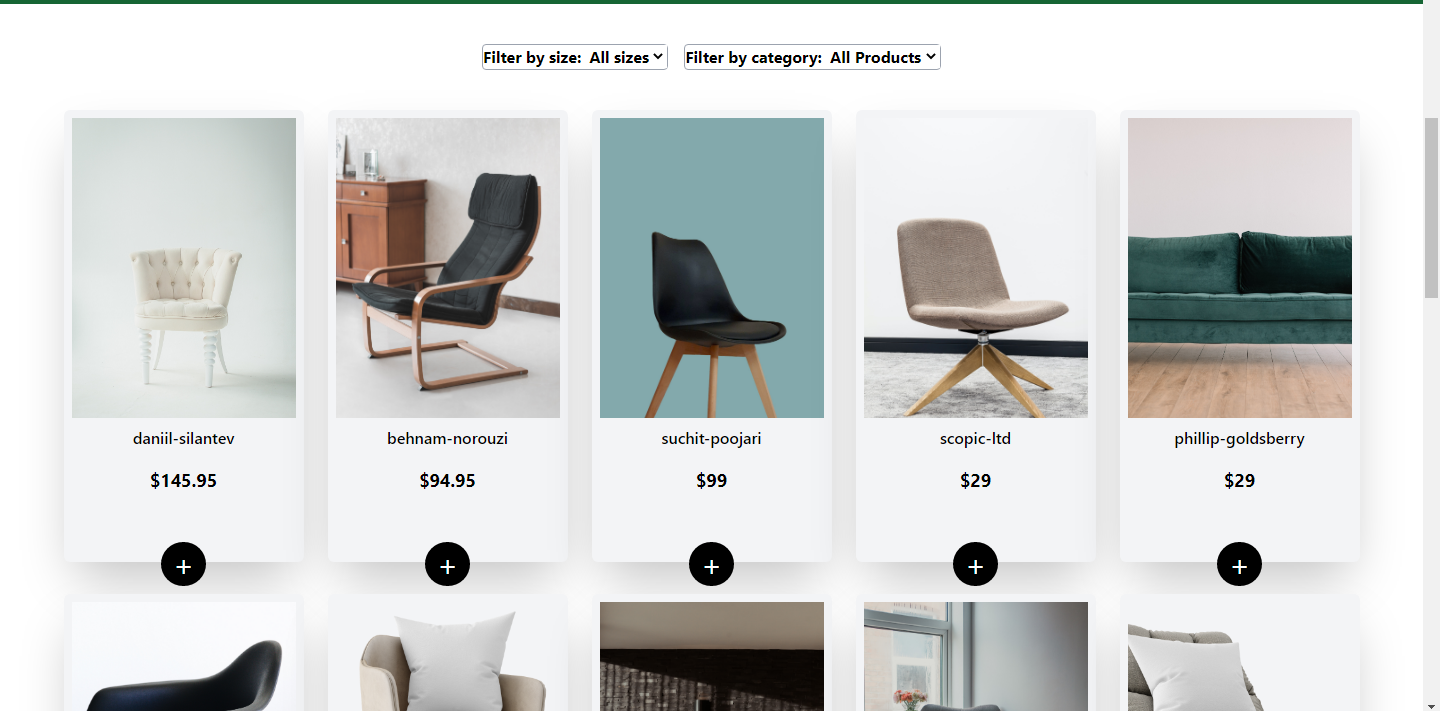 Filter by size: All sizes
Filter by category: All Products
daniil-silantev
$145.95
+
behnam-norouzi
$94.95
+
suchit-poojari
$99
+
scopic-ltd
$29
+
phillip-goldsberry
$29
+